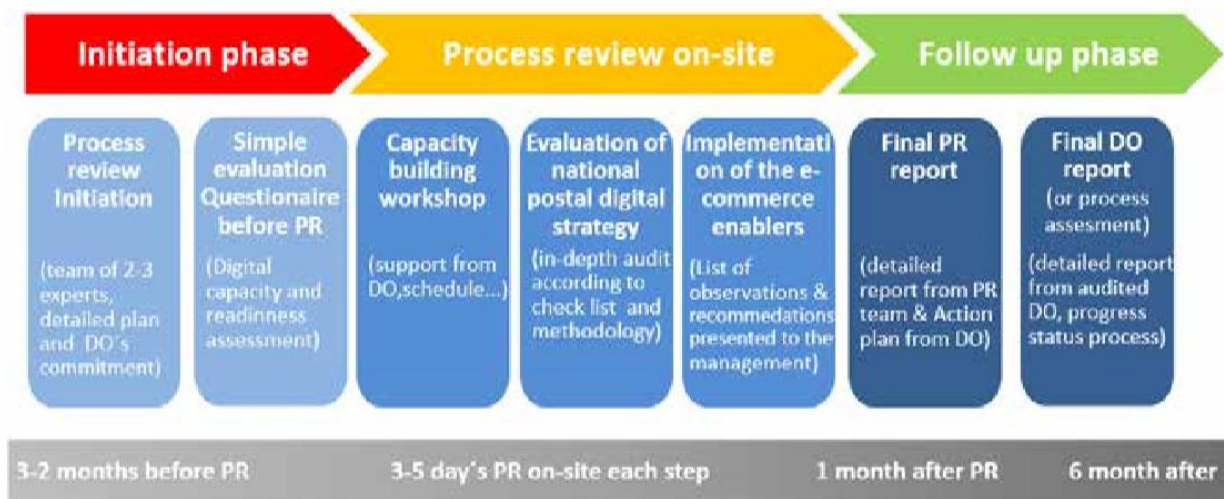 Initiation phase
Process review on-site
Follow up phase
Process
review
Initiation
(team of 2-3
experts,
detailed plan
and DO´s
commitment)
Simple
evaluation
Questionaire
before PR
(Digital
capacity and
readinness
assessment)
Capacity
building
workshop
(support from
DO,schedule...)
Evaluation of
national
postal digital
strategy
(in-depth audit
according to
check list and
methodology)
Implementati
on of the e-
commerce
enablers
(List of
observations &
recommedations
presented to the
management)
Final PR
report
(detailed
report from PR
team & Action
plan from DO)
Final DO
report
(or process
assesment)
(detailed report
from audited
DO, progress
status process)
3-2 months before PR
3-5 day´s PR on-site each step
1 month after PR
6 month after